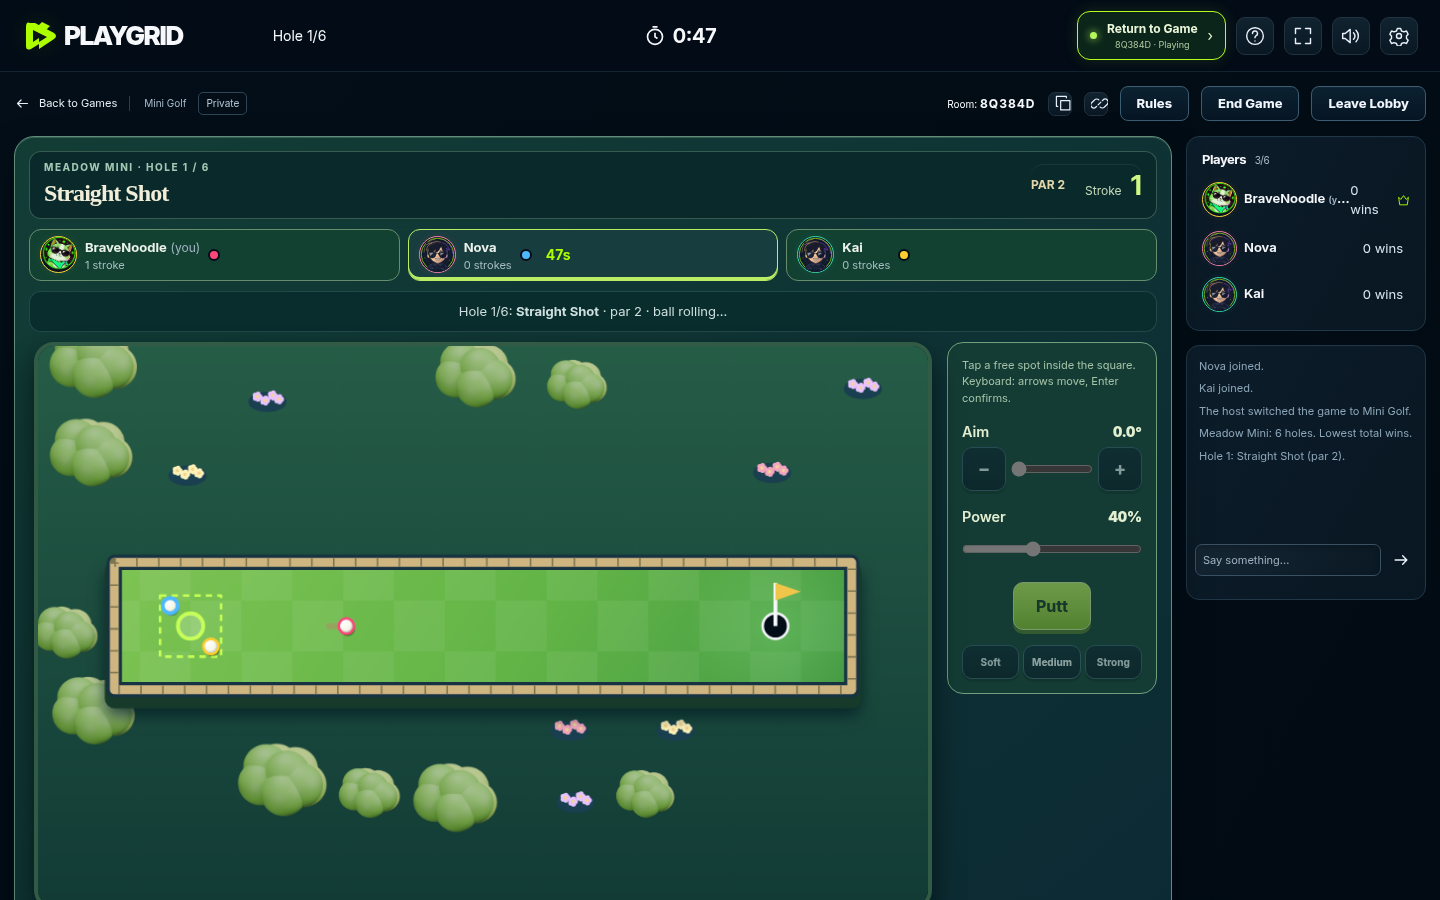 PLAYGRID
Hole 1/6
0:47
Return to Game
8Q384D · Playing
Back to Games
Mini Golf
Private
Room: 8Q384D
Rules
End Game
Leave Lobby
MEADOW MINI · HOLE 1 / 6
Straight Shot
PAR 2
Stroke 1
BraveNoodle (you)
1 stroke
Nova
0 strokes
47s
Kai
0 strokes
Hole 1/6: Straight Shot · par 2 · ball rolling...
Tap a free spot inside the square.
Keyboard: arrows move, Enter
confirms.
Aim 0.0°
− +
Power 40%
Putt
Soft Medium Strong
Players 3/6
BraveNoodle (y... 0
wins
Nova 0 wins
Kai 0 wins
Nova joined.
Kai joined.
The host switched the game to Mini Golf.
Meadow Mini: 6 holes. Lowest total wins.
Hole 1: Straight Shot (par 2).
Say something...